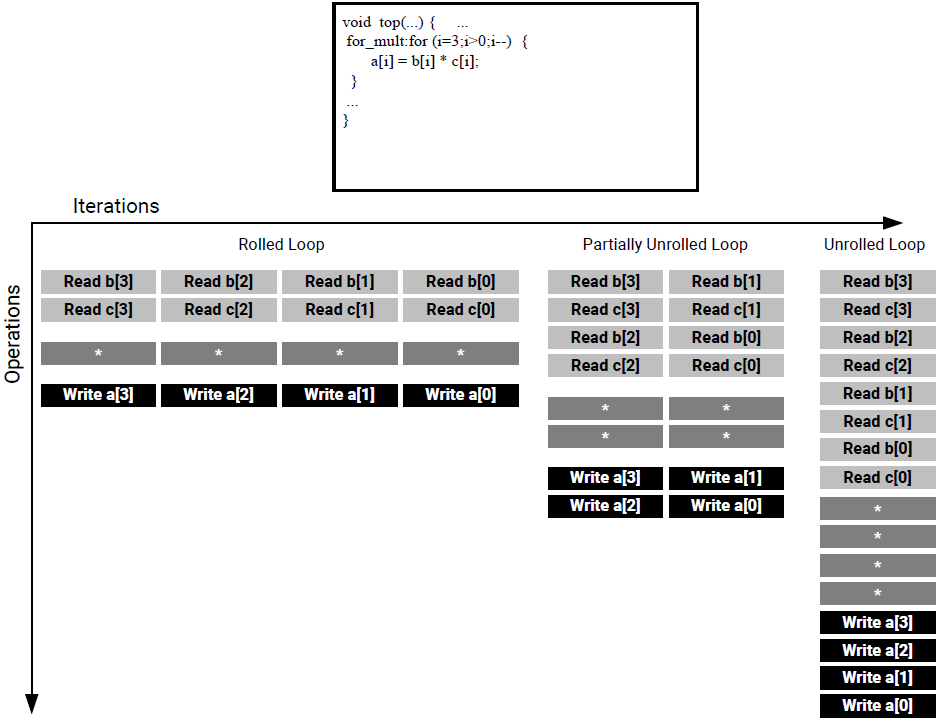 void top(...) { ...
for_mult:for (i=3;i>0;i--) {
a[i] = b[i] * c[i];
}
...
}
Iterations
Operations
Rolled Loop
Read b[3] Read b[2] Read b[1] Read b[0]
Read c[3] Read c[2] Read c[1] Read c[0]
* * * *
Write a[3] Write a[2] Write a[1] Write a[0]
Partially Unrolled Loop
Read b[3] Read b[1]
Read c[3] Read c[1]
Read b[2] Read b[0]
Read c[2] Read c[0]
* *
* *
Write a[3] Write a[1]
Write a[2] Write a[0]
Unrolled Loop
Read b[3]
Read c[3]
Read b[2]
Read c[2]
Read b[1]
Read c[1]
Read b[0]
Read c[0]
*
*
*
*
Write a[3]
Write a[2]
Write a[1]
Write a[0]